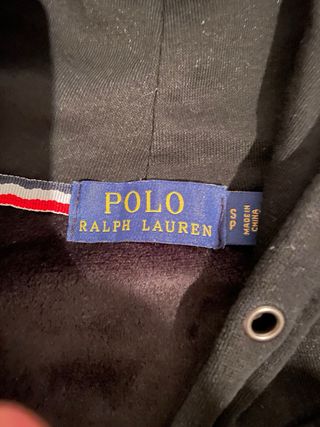 POLO
RALPH LAUREN
S
P
MADE IN
CHINA